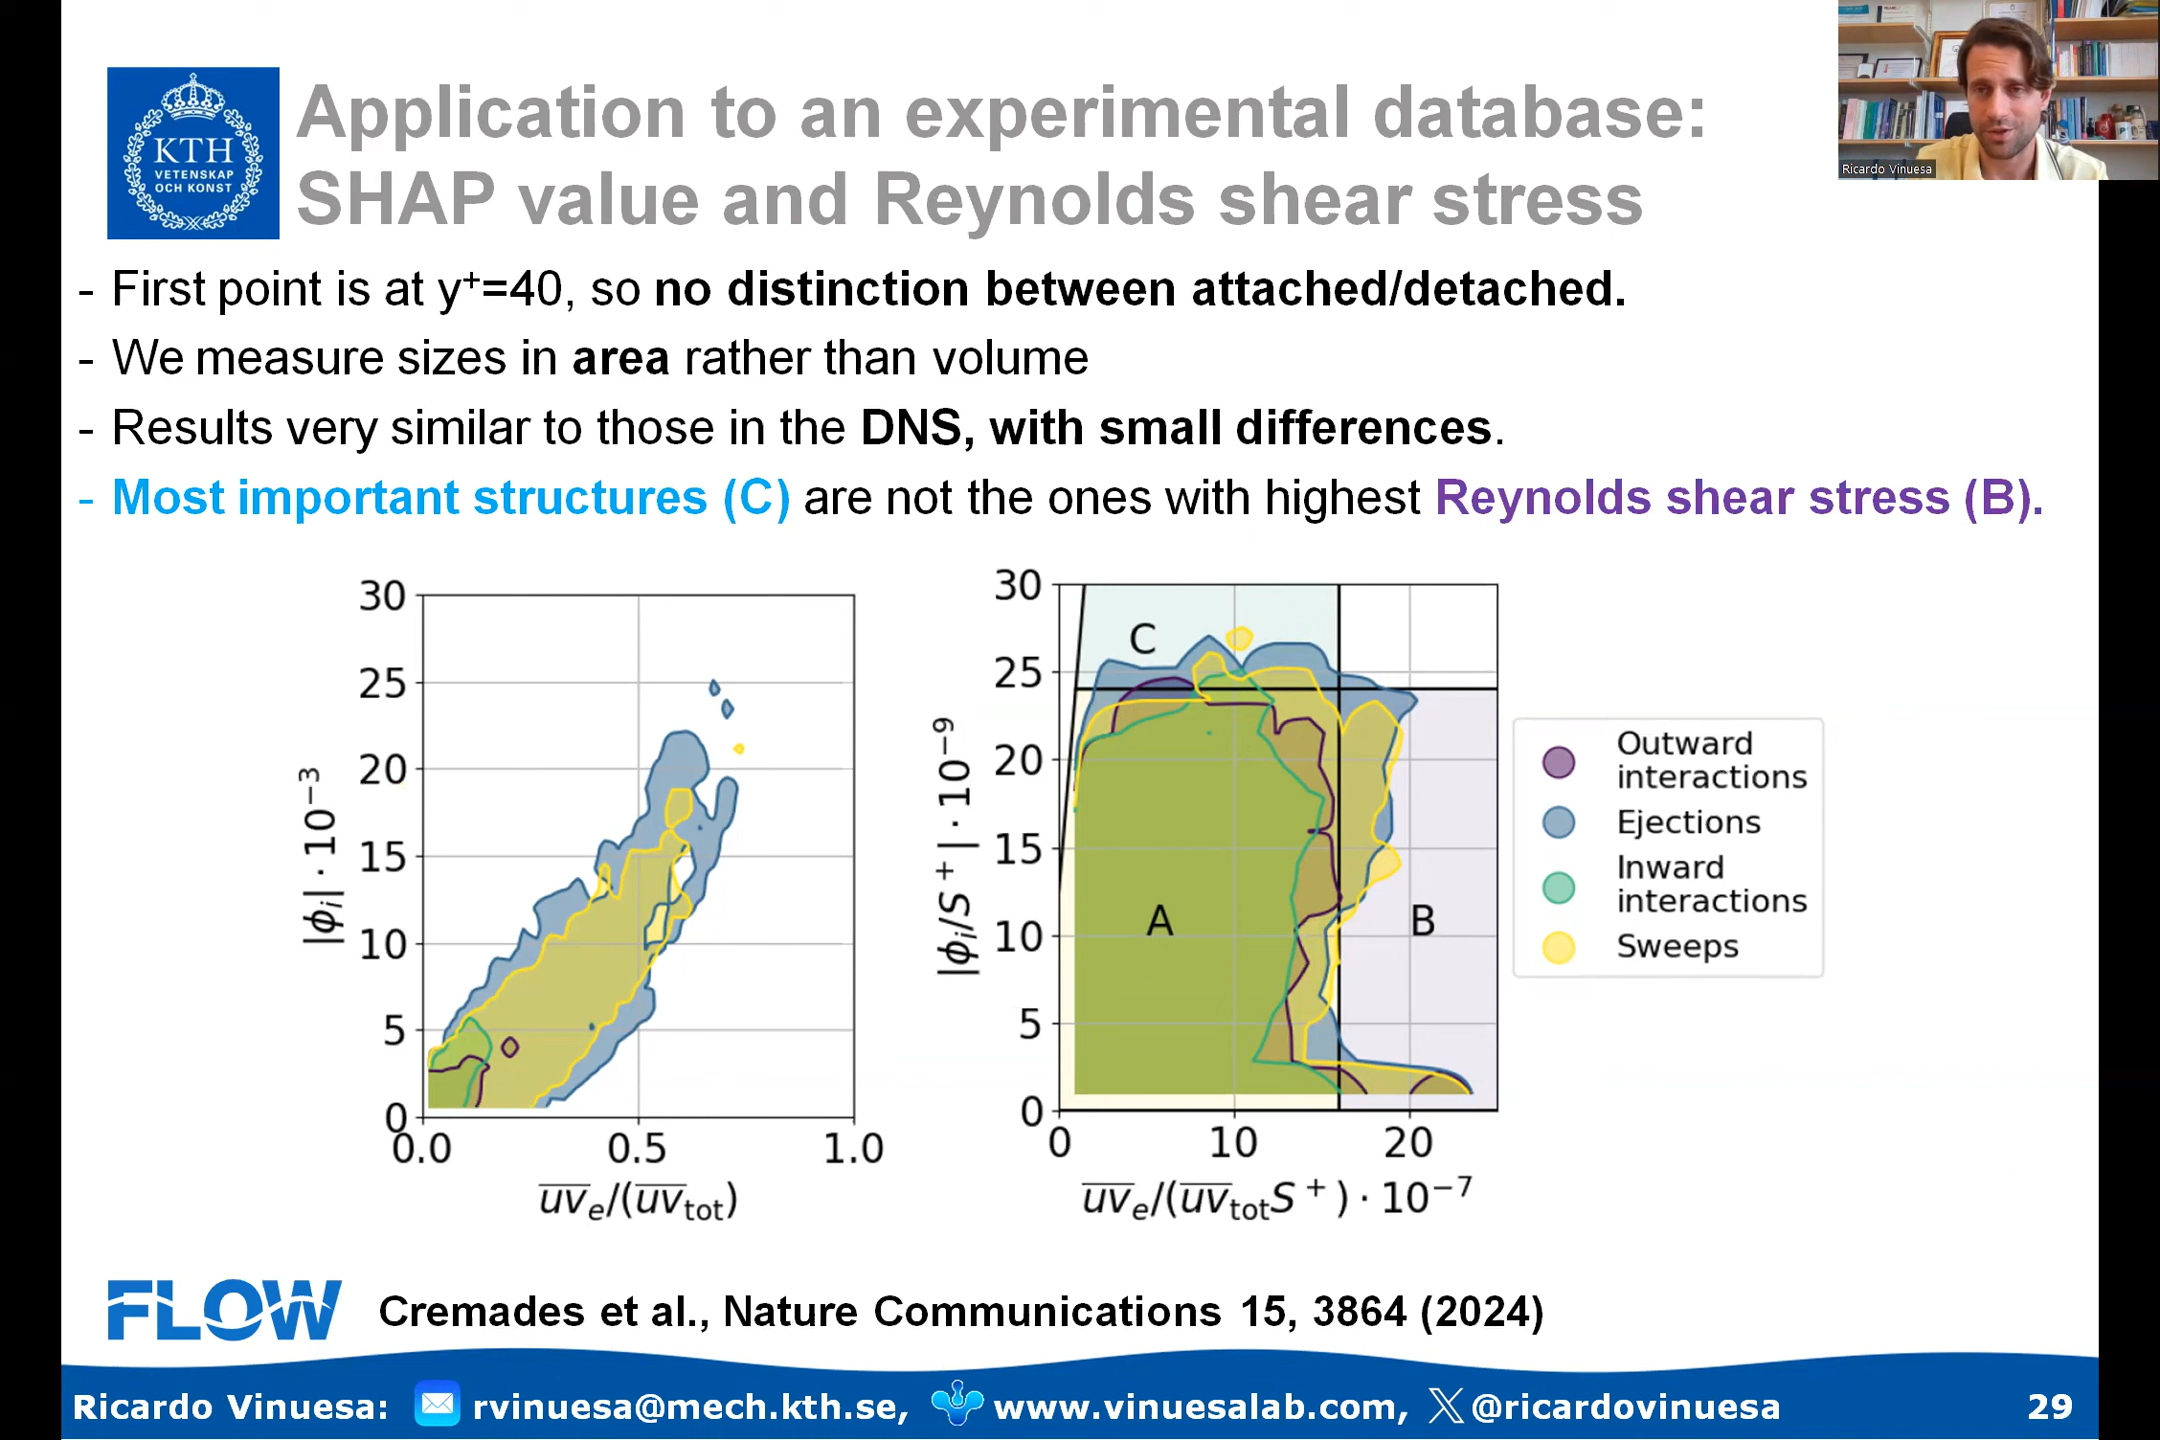 KTH
VETENSKAP
OCH KONST
Application to an experimental database:
SHAP value and Reynolds shear stress
Ricardo Vinuesa
- First point is at y⁺=40, so no distinction between attached/detached.
- We measure sizes in area rather than volume
- Results very similar to those in the DNS, with small differences.
- Most important structures (C) are not the ones with highest Reynolds shear stress (B).
30
25
20
15
10
5
0
0.0
0.5
1.0
|ϕᵢ| · 10⁻³
u̅v̅ₑ/(u̅v̅ₜₒₜ)
30
25
20
15
10
5
0
0
10
20
|ϕᵢ/S⁺| · 10⁻⁹
u̅v̅ₑ/(u̅v̅ₜₒₜS⁺) · 10⁻⁷
C
A
B
Outward
interactions
Ejections
Inward
interactions
Sweeps
FLOW
Cremades et al., Nature Communications 15, 3864 (2024)
Ricardo Vinuesa: rvinuesa@mech.kth.se, www.vinuesalab.com, @ricardovinuesa
29